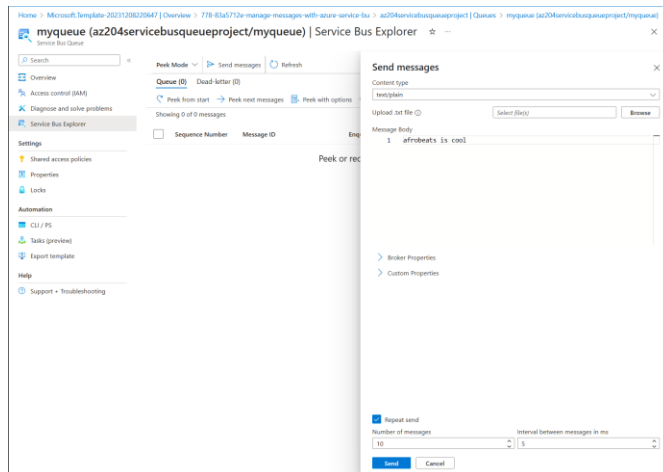 Home > Microsoft.Template-20231208220647 | Overview > 778-83a5712e-manage-messages-with-azure-service-bu > az204servicebusqueueproject | Queues > myqueue (az204servicebusqueueproject/myqueue)
myqueue (az204servicebusqueueproject/myqueue) | Service Bus Explorer
Service Bus Queue
Search
Overview
Access control (IAM)
Diagnose and solve problems
Service Bus Explorer
Settings
Shared access policies
Properties
Locks
Automation
CLI / PS
Tasks (preview)
Export template
Help
Support + Troubleshooting
Peek Mode Send messages Refresh
Queue (0) Dead-letter (0)
Peek from start Peek next messages Peek with options
Showing 0 of 0 messages
Sequence Number Message ID Enq
Peek or rec
Send messages
Content type
text/plain
Upload .txt file Select file(s) Browse
Message Body
1 afrobeats is cool
Broker Properties
Custom Properties
Repeat send
Number of messages Interval between messages in ms
10 5
Send Cancel